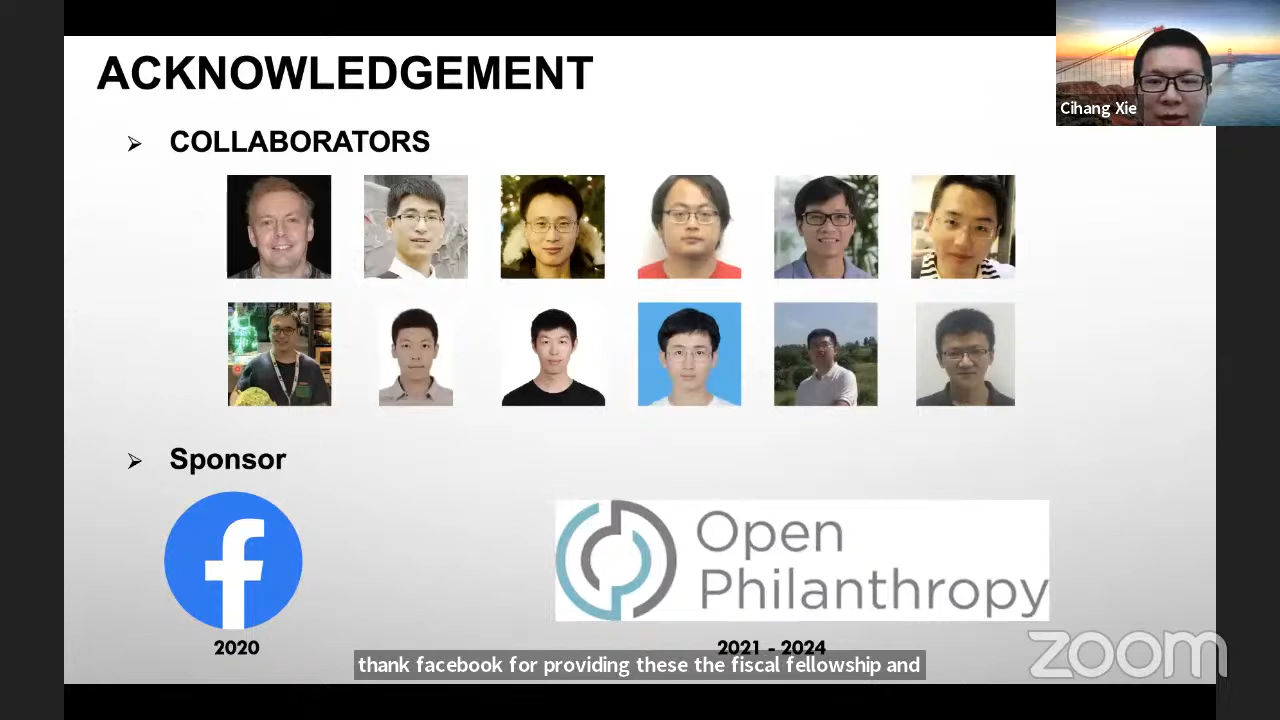 ACKNOWLEDGEMENT
Cihang Xie
COLLABORATORS
Sponsor
Open
Philanthropy
2020
2021 - 2024
thank facebook for providing these the fiscal fellowship and
zoom